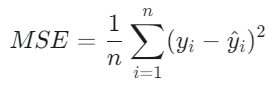 MSE = \frac{1}{n} \sum_{i=1}^{n} (y_i - \hat{y}_i)^2